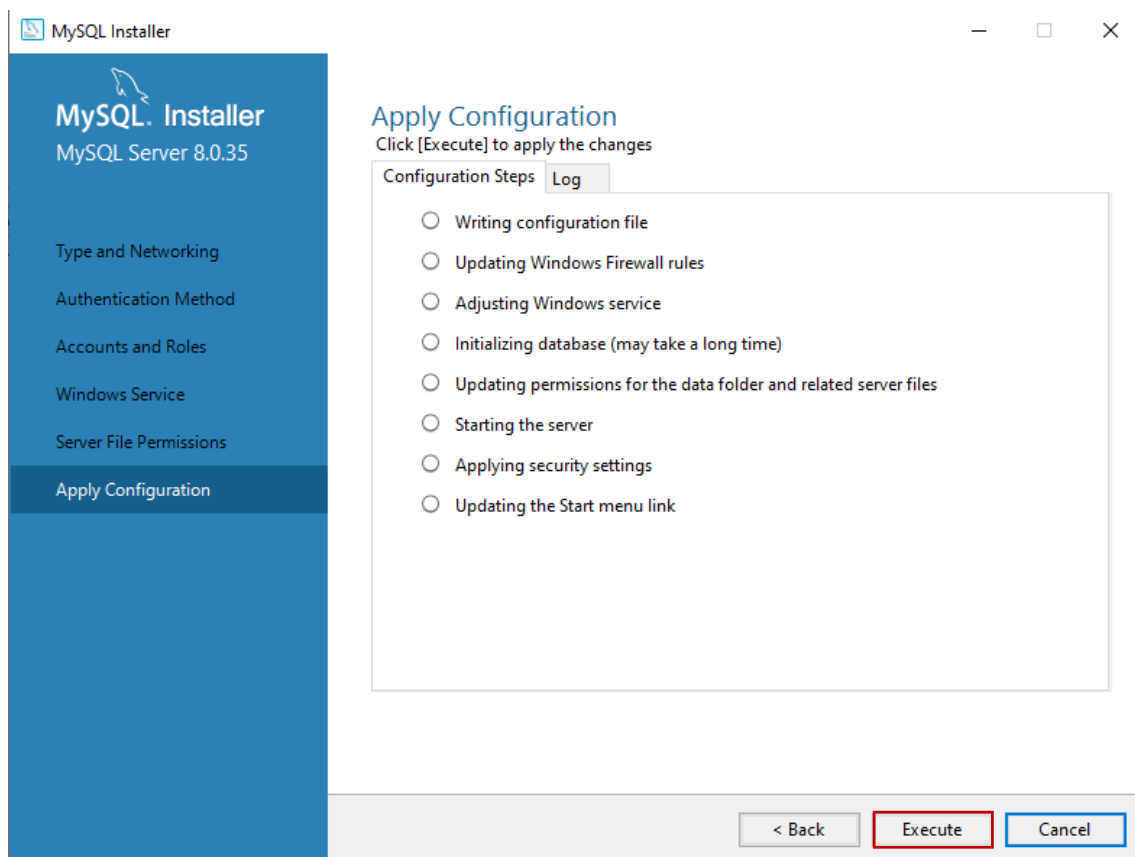 MySQL Installer
MySQL. Installer
MySQL Server 8.0.35
Type and Networking
Authentication Method
Accounts and Roles
Windows Service
Server File Permissions
Apply Configuration
Apply Configuration
Click [Execute] to apply the changes
Configuration Steps Log
Writing configuration file
Updating Windows Firewall rules
Adjusting Windows service
Initializing database (may take a long time)
Updating permissions for the data folder and related server files
Starting the server
Applying security settings
Updating the Start menu link
< Back Execute Cancel